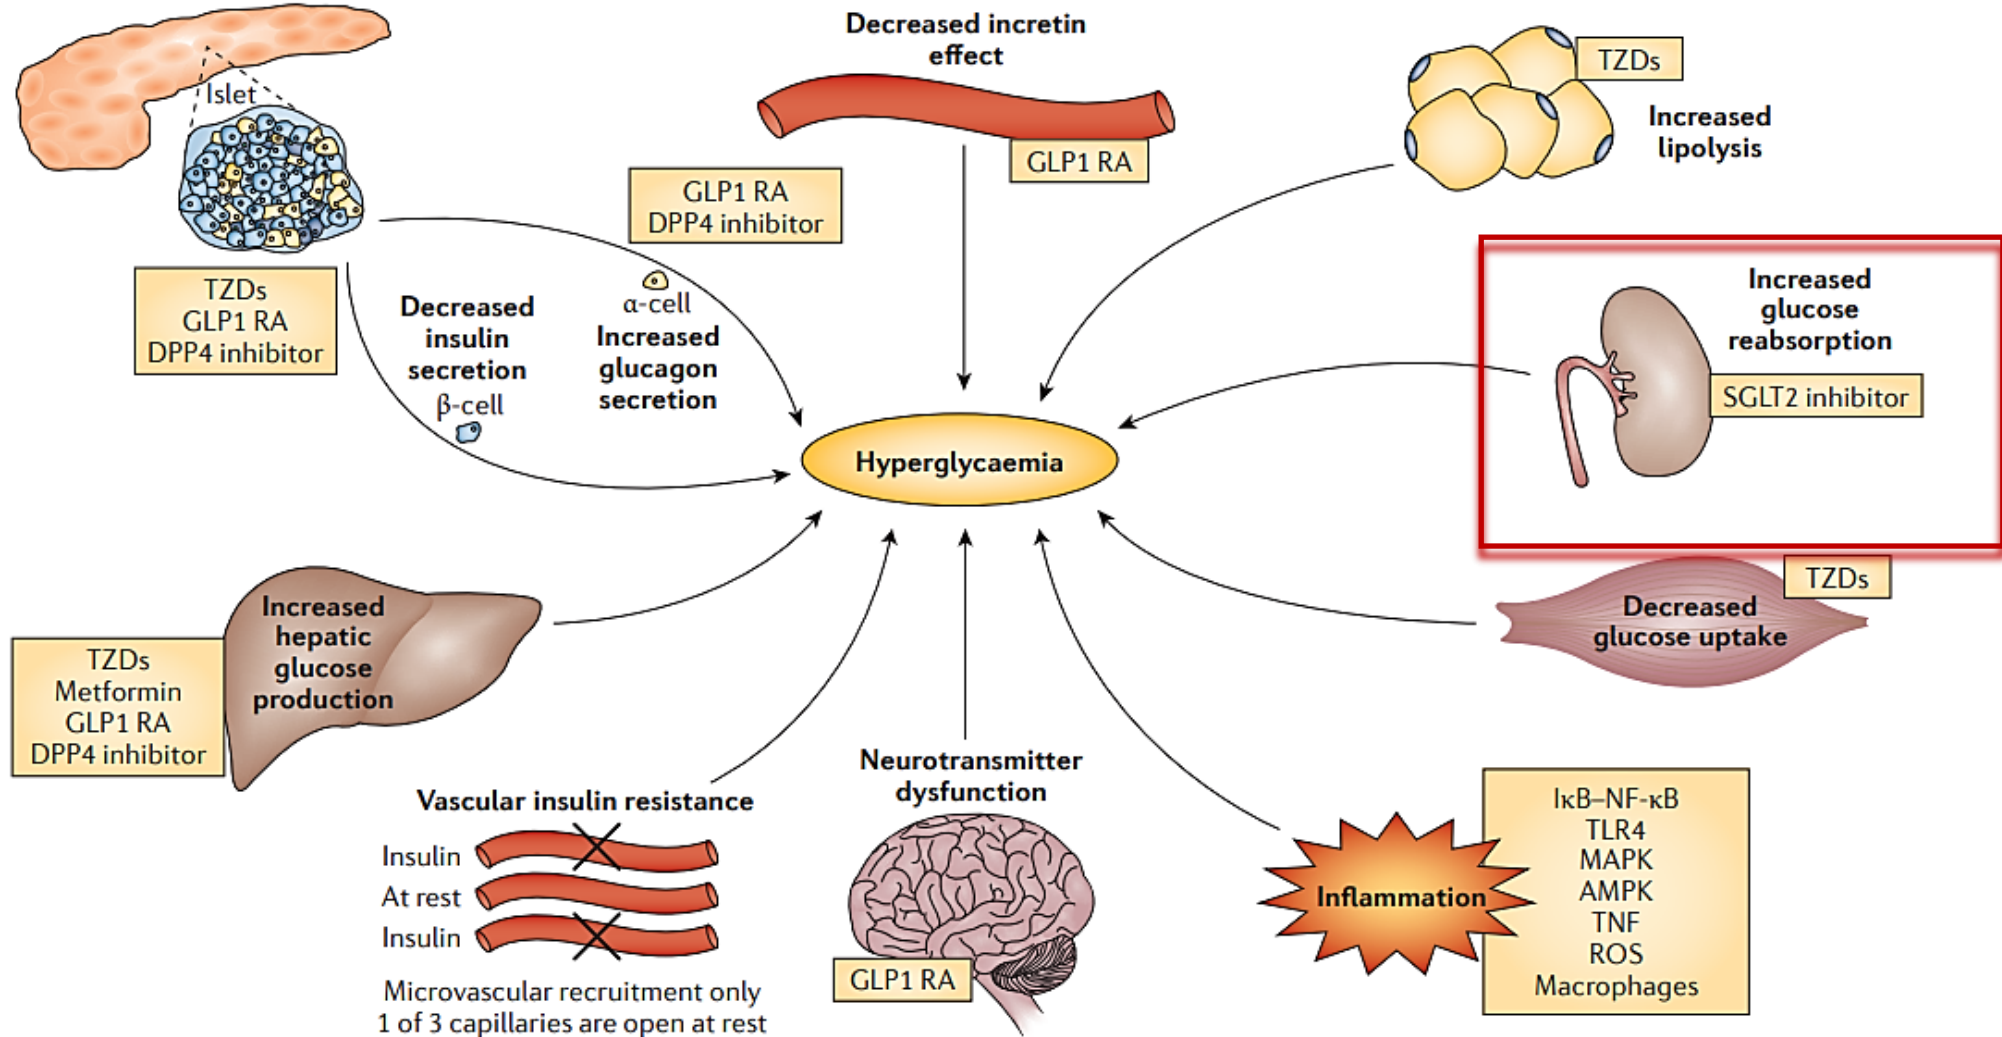 Islet
TZDs
GLP1 RA
DPP4 inhibitor
Decreased
insulin
secretion
β-cell
GLP1 RA
DPP4 inhibitor
α-cell
Increased
glucagon
secretion
Decreased incretin
effect
GLP1 RA
TZDs
Increased
lipolysis
Increased
glucose
reabsorption
SGLT2 inhibitor
Hyperglycaemia
TZDs
Decreased
glucose uptake
Increased
hepatic
glucose
production
TZDs
Metformin
GLP1 RA
DPP4 inhibitor
Vascular insulin resistance
Insulin
At rest
Insulin
Microvascular recruitment only
1 of 3 capillaries are open at rest
Neurotransmitter
dysfunction
GLP1 RA
Inflammation
IκB–NF-κB
TLR4
MAPK
AMPK
TNF
ROS
Macrophages